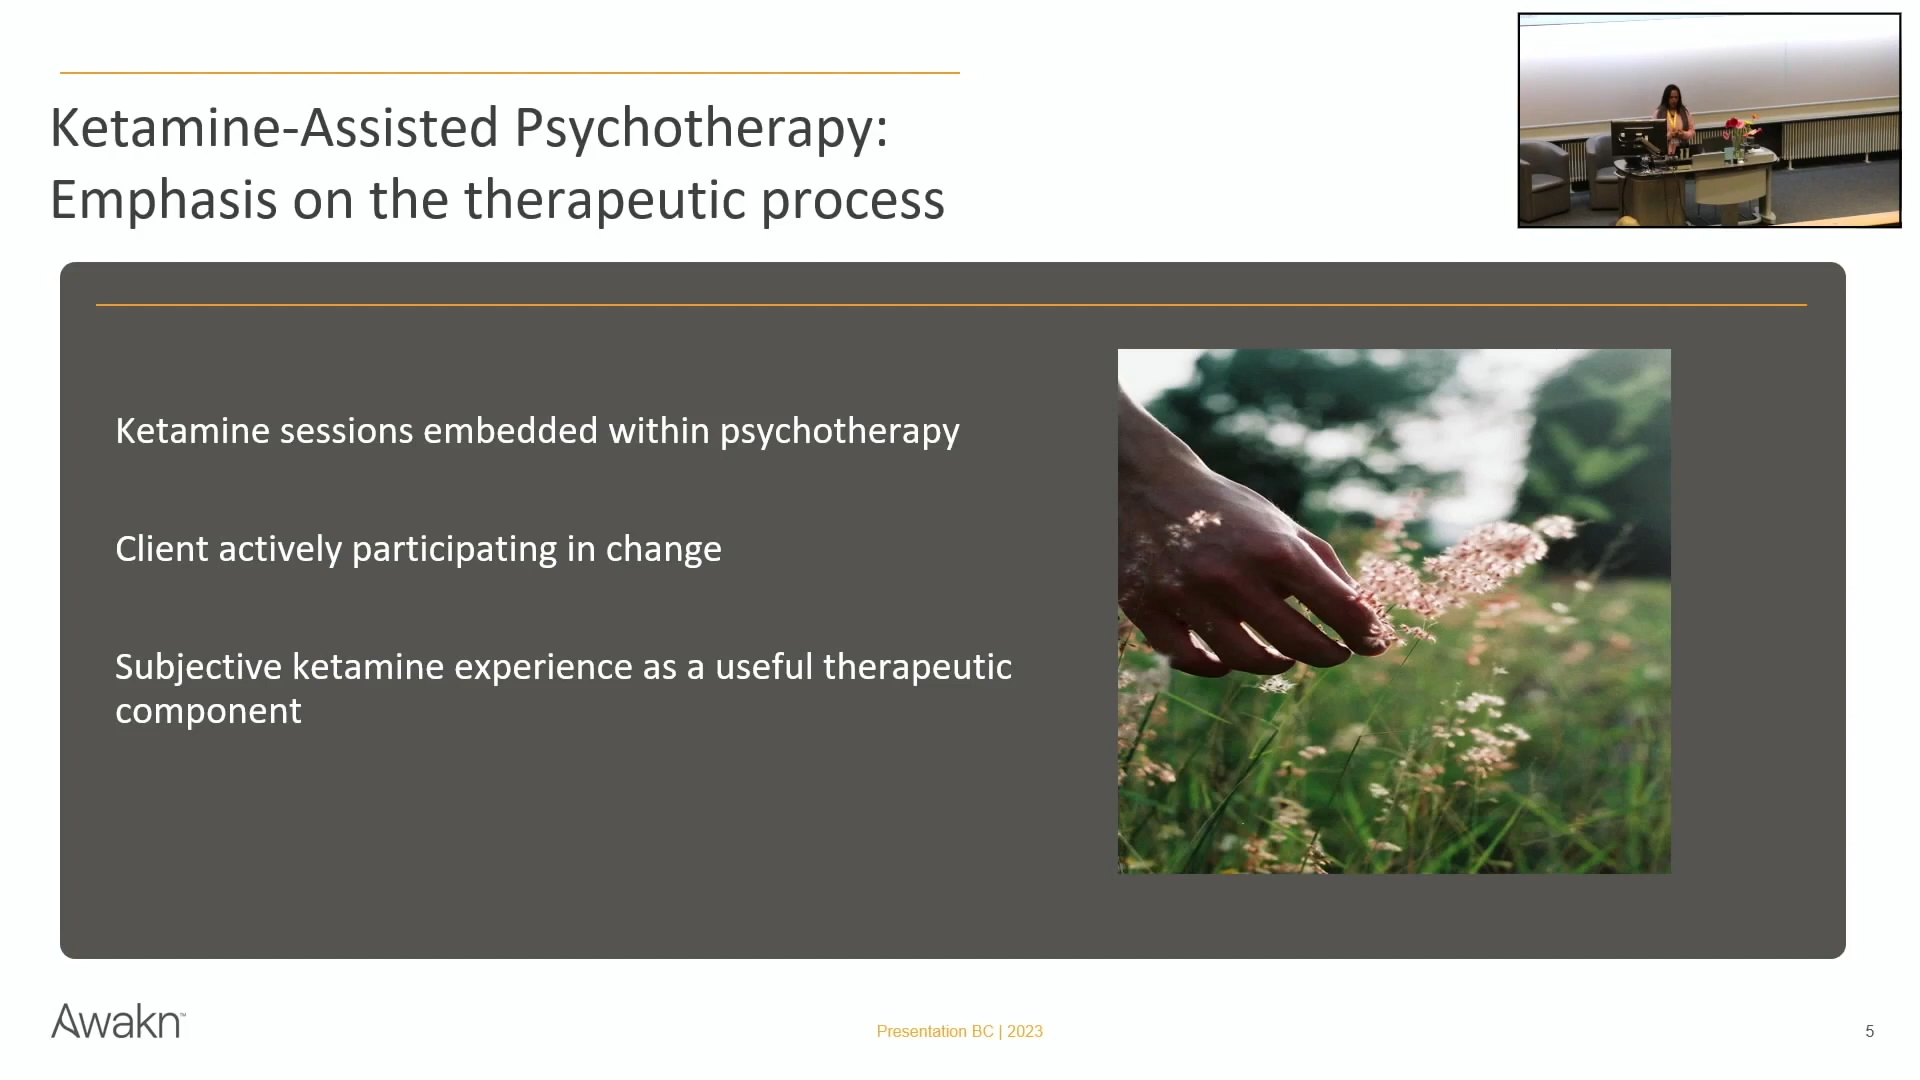 Ketamine-Assisted Psychotherapy:
Emphasis on the therapeutic process
Ketamine sessions embedded within psychotherapy
Client actively participating in change
Subjective ketamine experience as a useful therapeutic
component
Awakn™
Presentation BC | 2023
5